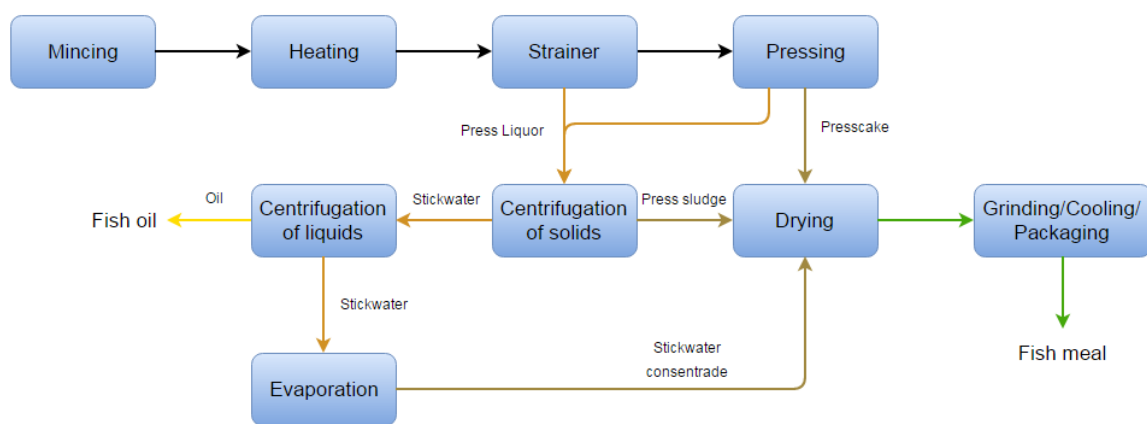 Mincing
Heating
Strainer
Pressing
Press Liquor
Presscake
Oil
Stickwater
Press sludge
Fish oil
Centrifugation
of liquids
Centrifugation
of solids
Drying
Grinding/Cooling/
Packaging
Stickwater
Stickwater
consentrade
Fish meal
Evaporation